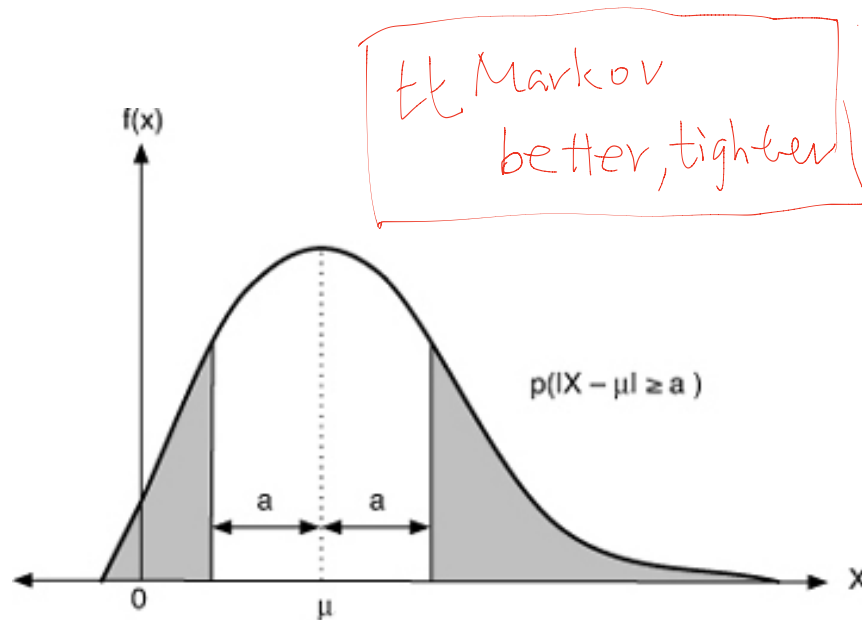 比 Markov
better, tighter
f(x)
p(|X – μ| ≥ a )
a a
0 μ X